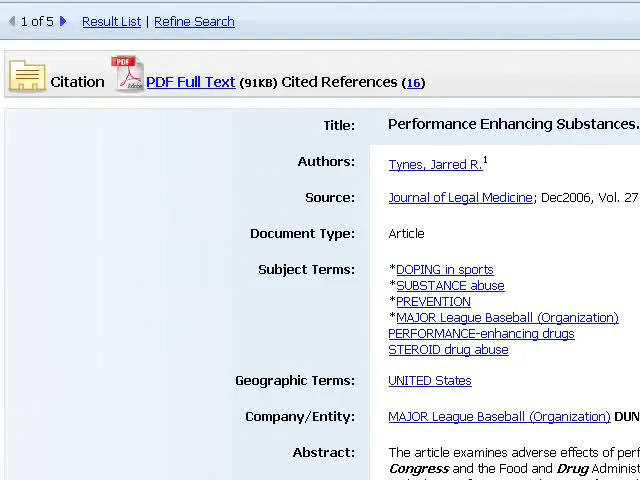 1 of 5 Result List | Refine Search
PDF
Adobe
Citation PDF Full Text (91KB) Cited References (16)
Title: Performance Enhancing Substances.
Authors: Tynes, Jarred R.1
Source: Journal of Legal Medicine; Dec2006, Vol. 27
Document Type: Article
Subject Terms: *DOPING in sports
*SUBSTANCE abuse
*PREVENTION
*MAJOR League Baseball (Organization)
PERFORMANCE-enhancing drugs
STEROID drug abuse
Geographic Terms: UNITED States
Company/Entity: MAJOR League Baseball (Organization) DUN
Abstract: The article examines adverse effects of perf
Congress and the Food and Drug Administ